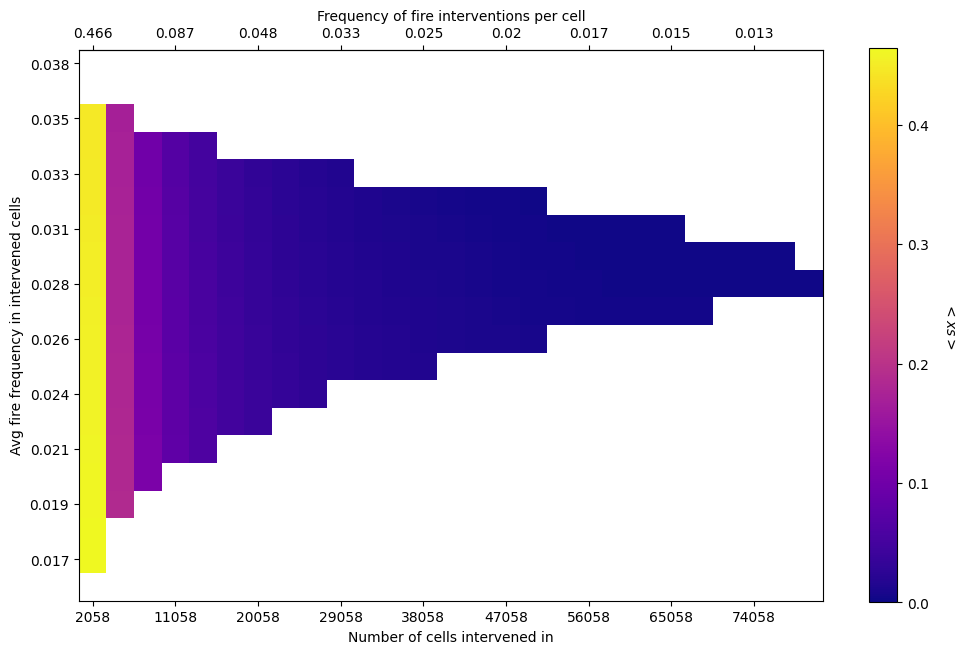 Frequency of fire interventions per cell
0.466 0.087 0.048 0.033 0.025 0.02 0.017 0.015 0.013
0.038
0.035
0.033
0.031
0.028
0.026
0.024
0.021
0.019
0.017
Avg fire frequency in intervened cells
2058 11058 20058 29058 38058 47058 56058 65058 74058
Number of cells intervened in
0.4
0.3
0.2
0.1
0.0
< sx >